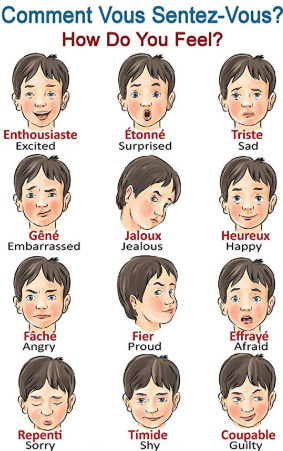 Comment Vous Sentez-Vous?
How Do You Feel?
Enthousiaste
Excited
Étonné
Surprised
Triste
Sad
Gêné
Embarrassed
Jaloux
Jealous
Heureux
Happy
Fâché
Angry
Fier
Proud
Effrayé
Afraid
Repenti
Sorry
Tímide
Shy
Coupable
Guilty